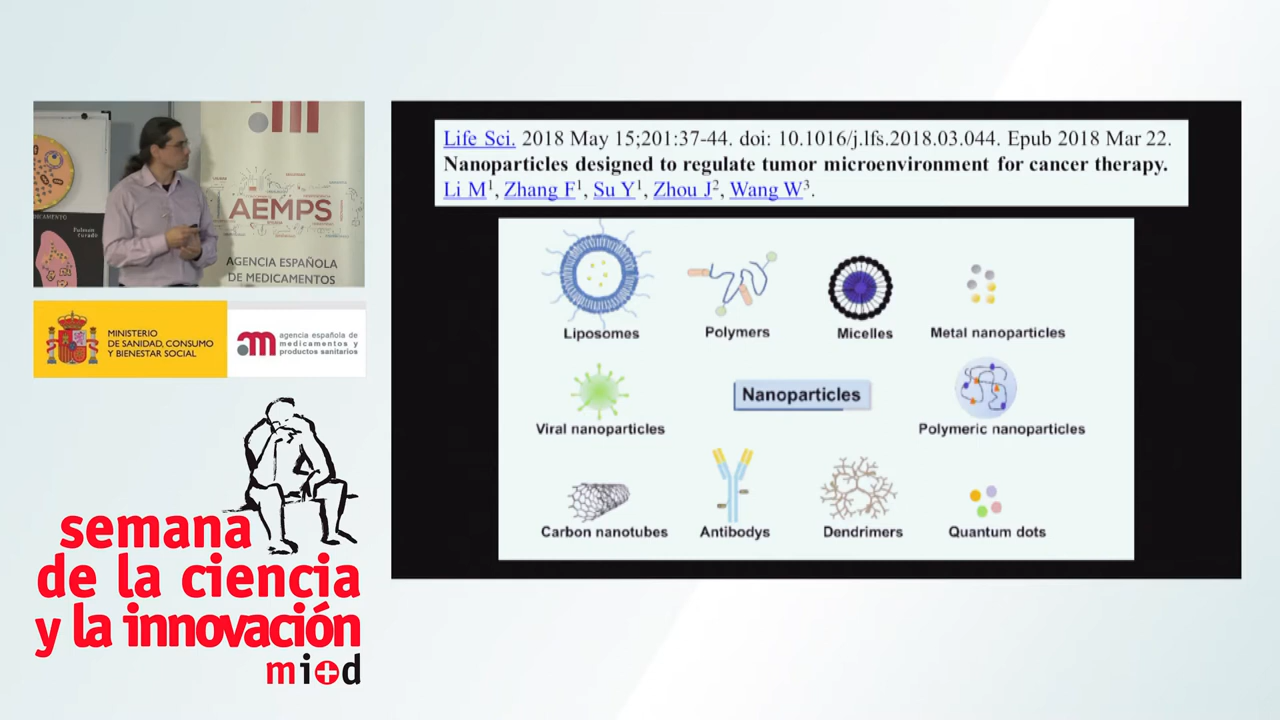 MEDICAMENTO
Pulmon
curado
AEMPS
AGENCIA ESPAÑOLA
DE MEDICAMENTOS
MINISTERIO
DE SANIDAD, CONSUMO
Y BIENESTAR SOCIAL
am
agencia española de
medicamentos y
productos sanitarios
semana
de la ciencia
y la innovación
mi+d
Life Sci. 2018 May 15;201:37-44. doi: 10.1016/j.lfs.2018.03.044. Epub 2018 Mar 22.
Nanoparticles designed to regulate tumor microenvironment for cancer therapy.
Li M1, Zhang F1, Su Y1, Zhou J2, Wang W3.
Liposomes
Polymers
Micelles
Metal nanoparticles
Viral nanoparticles
Nanoparticles
Polymeric nanoparticles
Carbon nanotubes
Antibodys
Dendrimers
Quantum dots